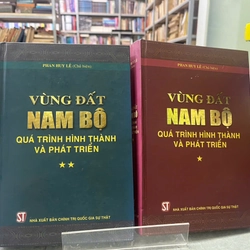 PHAN HUY LÊ (Chủ biên)
VÙNG ĐẤT
NAM BỘ
QUÁ TRÌNH HÌNH THÀNH
VÀ PHÁT TRIỂN
★★
ST
NHÀ XUẤT BẢN CHÍNH TRỊ QUỐC GIA SỰ THẬT
PHAN HUY LÊ (Chủ biên)
VÙNG ĐẤT
NAM BỘ
QUÁ TRÌNH HÌNH THÀNH
VÀ PHÁT TRIỂN
★
ST
NHÀ XUẤT BẢN CHÍNH TRỊ QUỐC GIA SỰ THẬT